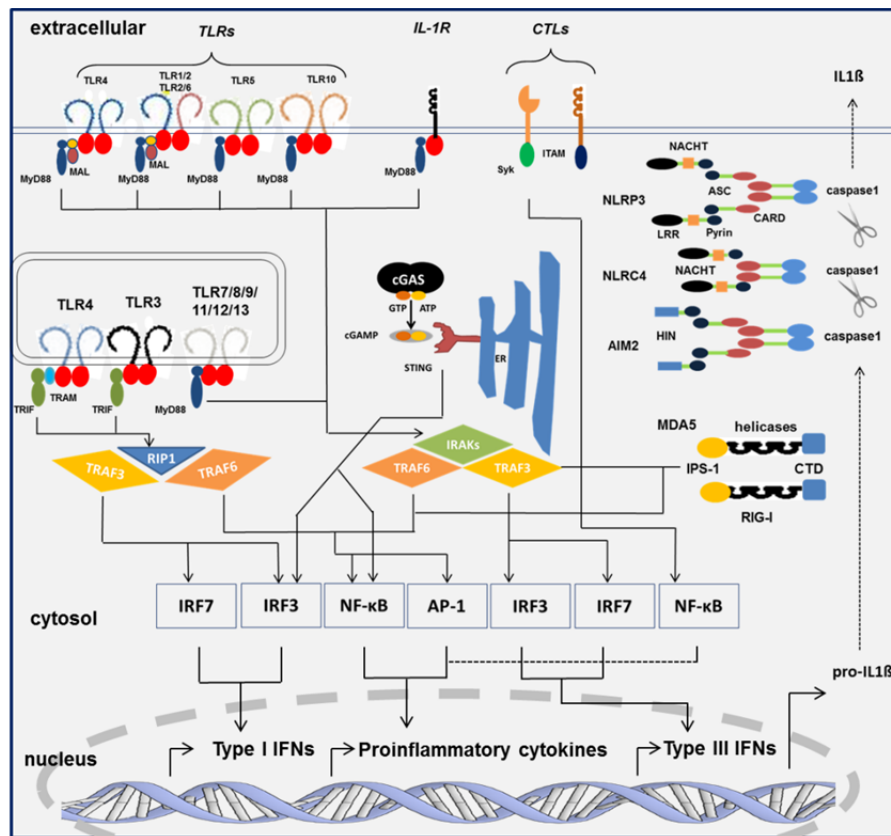 extracellular
TLRs
IL-1R
CTLs
TLR4
TLR1/2
TLR2/6
TLR5
TLR10
IL1ß
MAL
MAL
MyD88
MyD88
MyD88
MyD88
MyD88
Syk
ITAM
NACHT
NLRP3
ASC
caspase1
CARD
LRR
Pyrin
NLRC4
NACHT
caspase1
AIM2
HIN
caspase1
TLR4
TLR3
TLR7/8/9/
11/12/13
cGAS
GTP
ATP
cGAMP
STING
ER
TRIF
TRAM
TRIF
MyD88
RIP1
TRAF3
TRAF6
IRAKs
TRAF6
TRAF3
MDA5
helicases
IPS-1
CTD
RIG-I
cytosol
IRF7
IRF3
NF-κB
AP-1
IRF3
IRF7
NF-κB
pro-IL1ß
nucleus
Type I IFNs
Proinflammatory cytokines
Type III IFNs